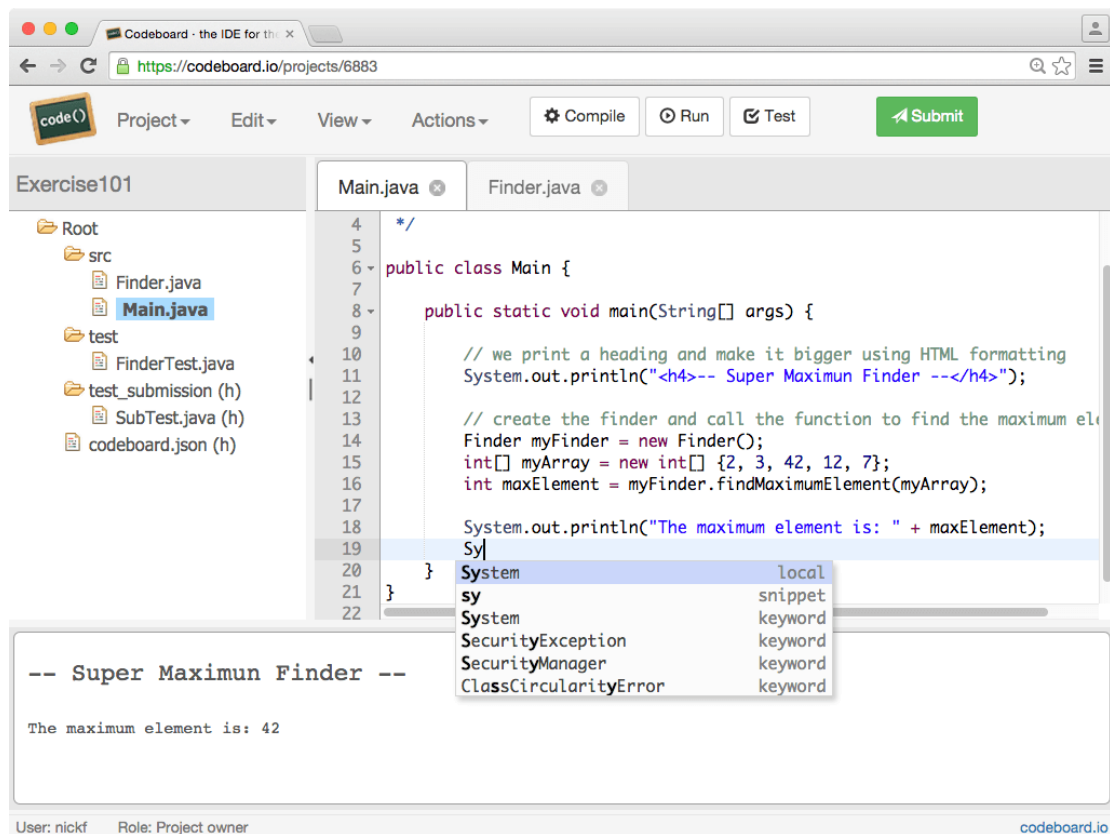 Codeboard - the IDE for th
https://codeboard.io/projects/6883
code()
Project
Edit
View
Actions
Compile
Run
Test
Submit
Exercise101
Root
src
Finder.java
Main.java
test
FinderTest.java
test_submission (h)
SubTest.java (h)
codeboard.json (h)
Main.java
Finder.java
4 */
5
6 public class Main {
7
8 public static void main(String[] args) {
9
10 // we print a heading and make it bigger using HTML formatting
11 System.out.println("<h4>-- Super Maximun Finder --</h4>");
12
13 // create the finder and call the function to find the maximum ele
14 Finder myFinder = new Finder();
15 int[] myArray = new int[] {2, 3, 42, 12, 7};
16 int maxElement = myFinder.findMaximumElement(myArray);
17
18 System.out.println("The maximum element is: " + maxElement);
19 Sy
20 }
21 }
22
System local
sy snippet
System keyword
SecurityException keyword
SecurityManager keyword
ClassCircularityError keyword
-- Super Maximun Finder --
The maximum element is: 42
User: nickf Role: Project owner
codeboard.io